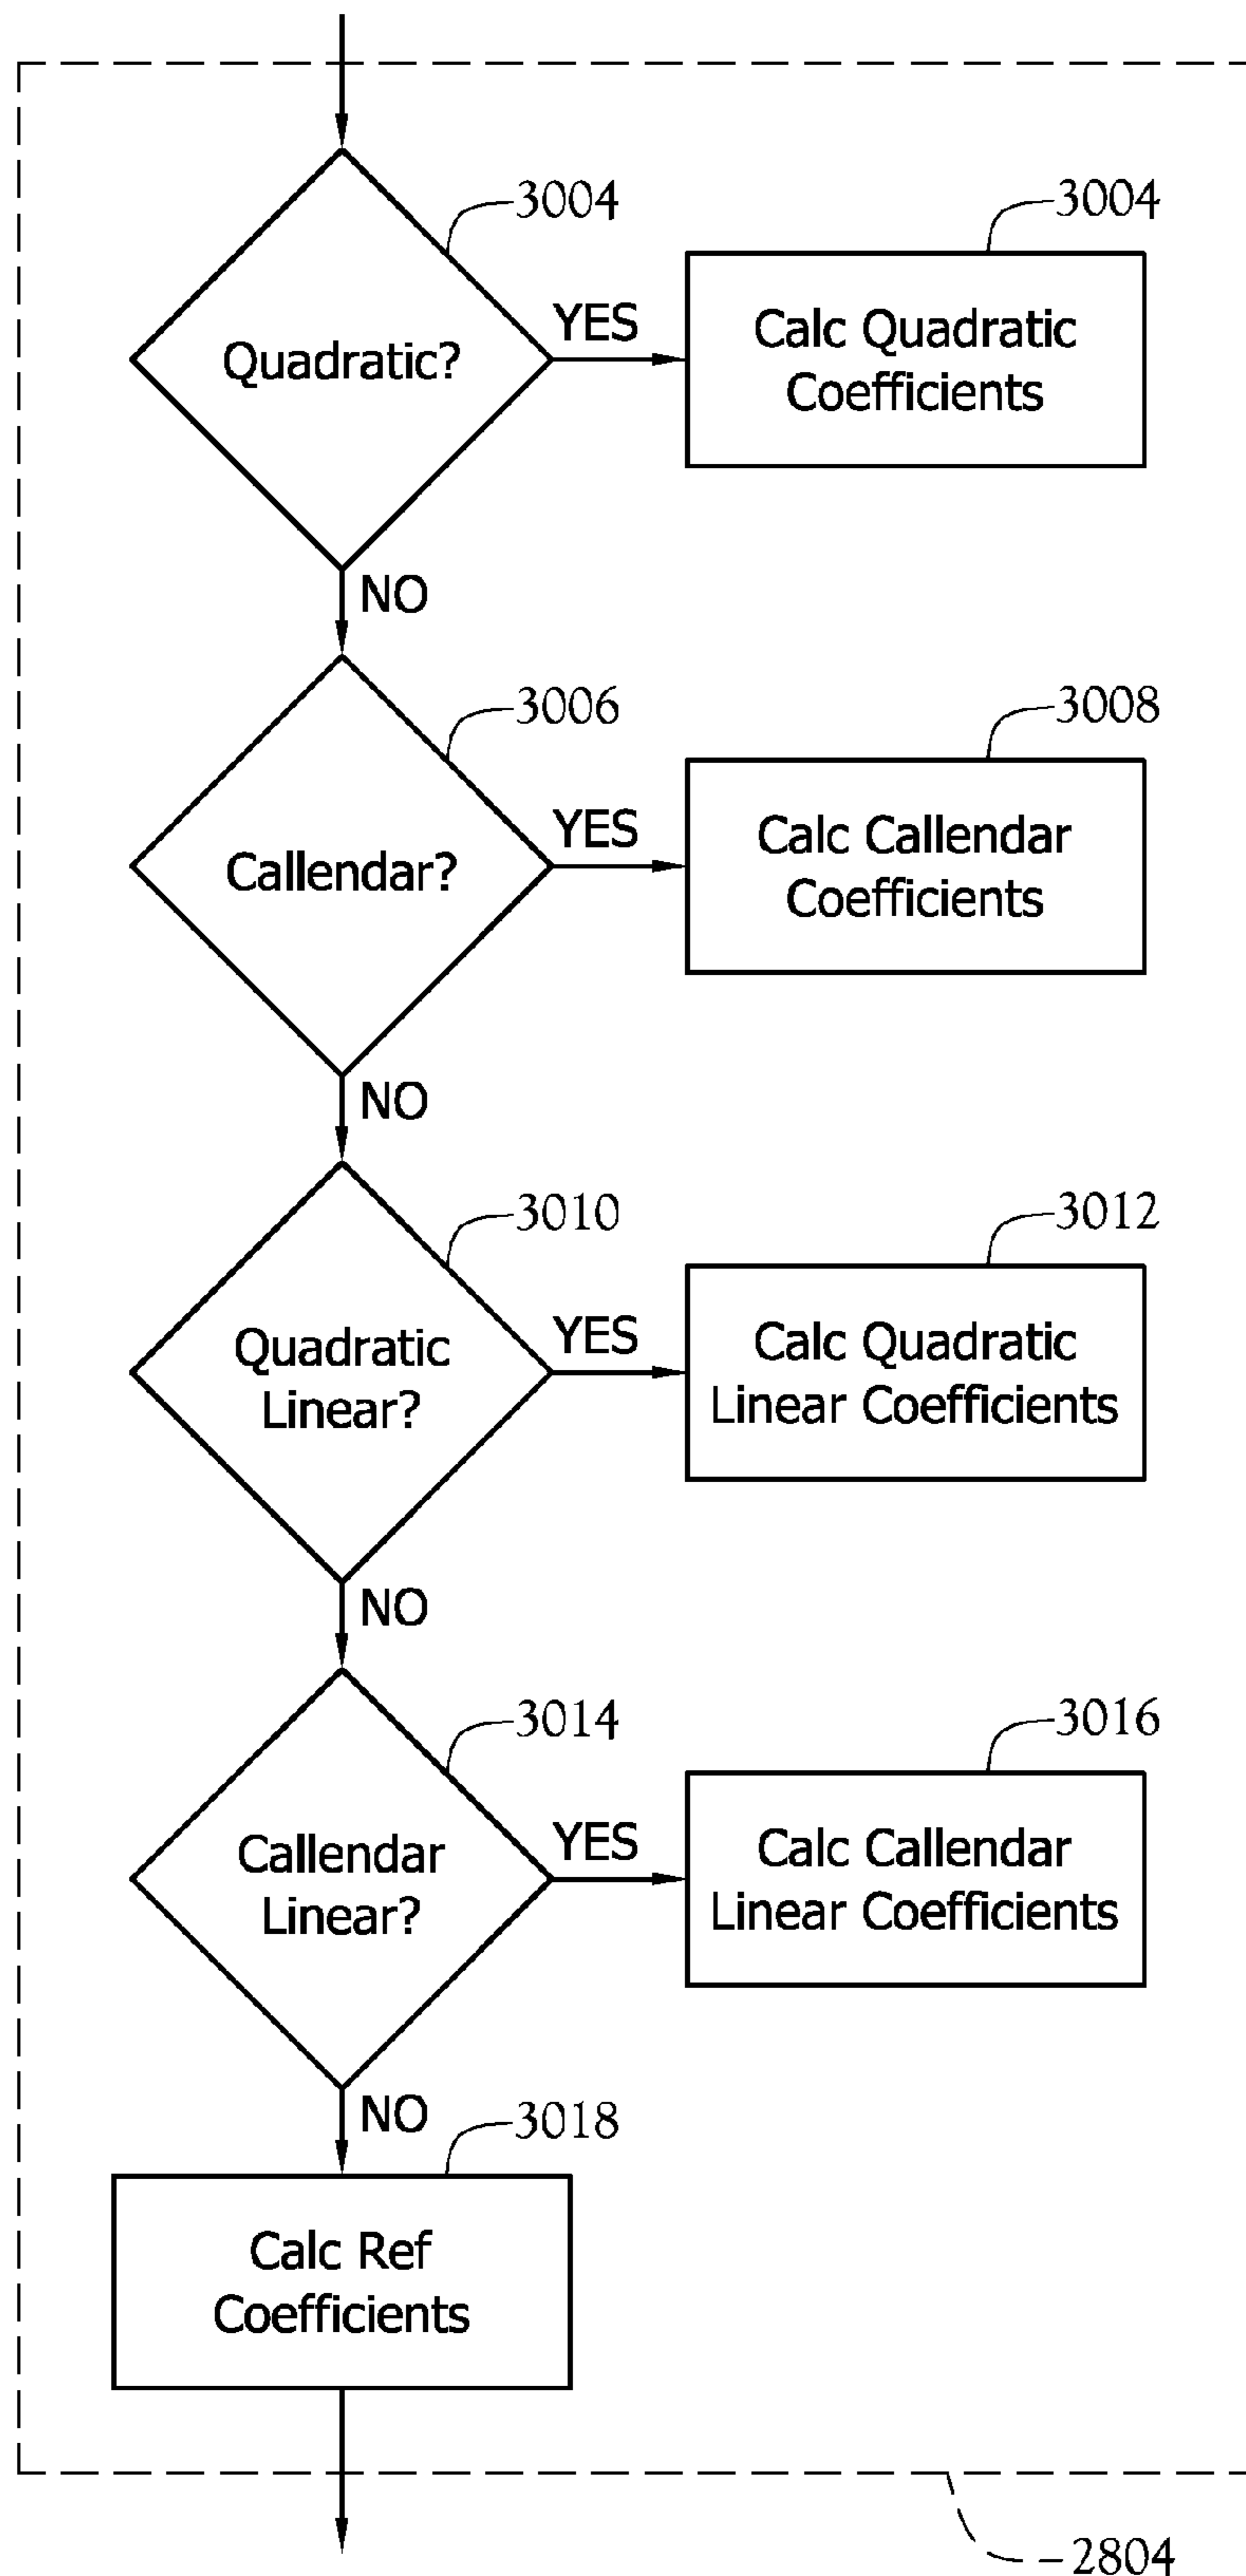 3004
3004
Quadratic?
YES
Calc Quadratic
Coefficients
NO
3006
3008
Callendar?
YES
Calc Callendar
Coefficients
NO
3010
3012
Quadratic
Linear?
YES
Calc Quadratic
Linear Coefficients
NO
3014
3016
Callendar
Linear?
YES
Calc Callendar
Linear Coefficients
NO
3018
Calc Ref
Coefficients
2804